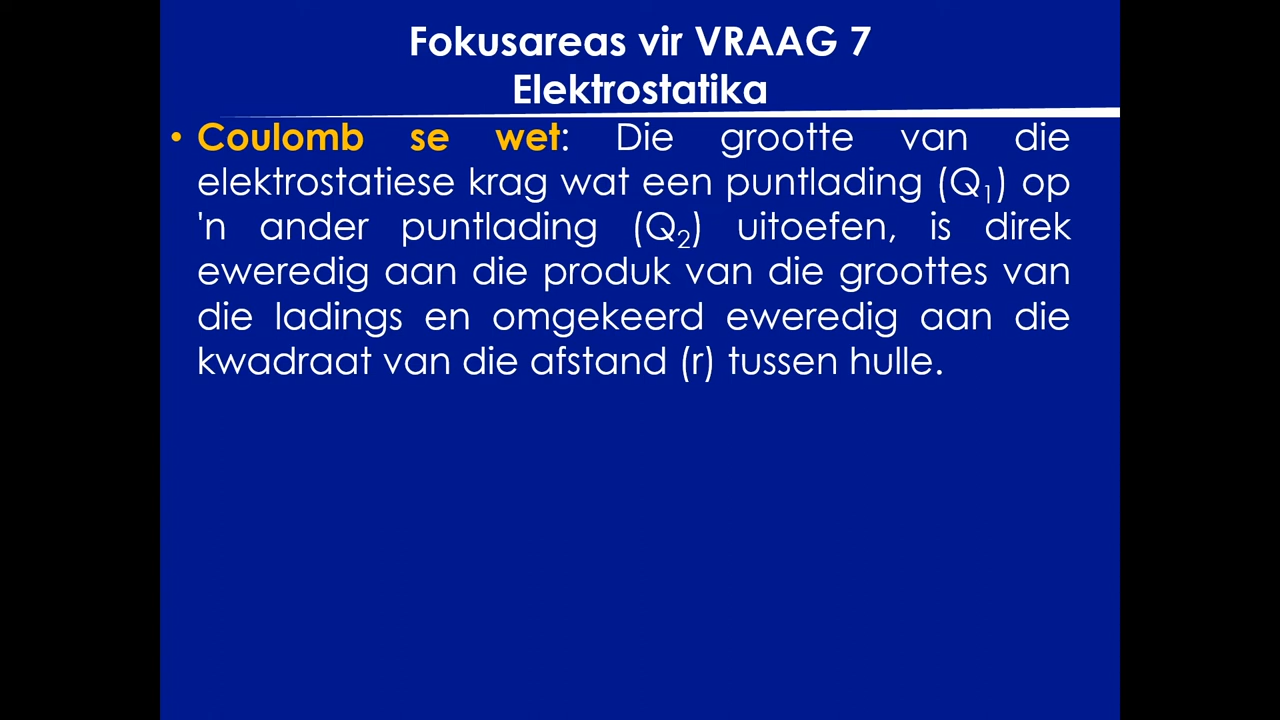 Fokusareas vir VRAAG 7
Elektrostatika
• Coulomb se wet: Die grootte van die
elektrostatiese krag wat een puntlading (Q₁) op
'n ander puntlading (Q₂) uitoefen, is direk
eweredig aan die produk van die groottes van
die ladings en omgekeerd eweredig aan die
kwadraat van die afstand (r) tussen hulle.